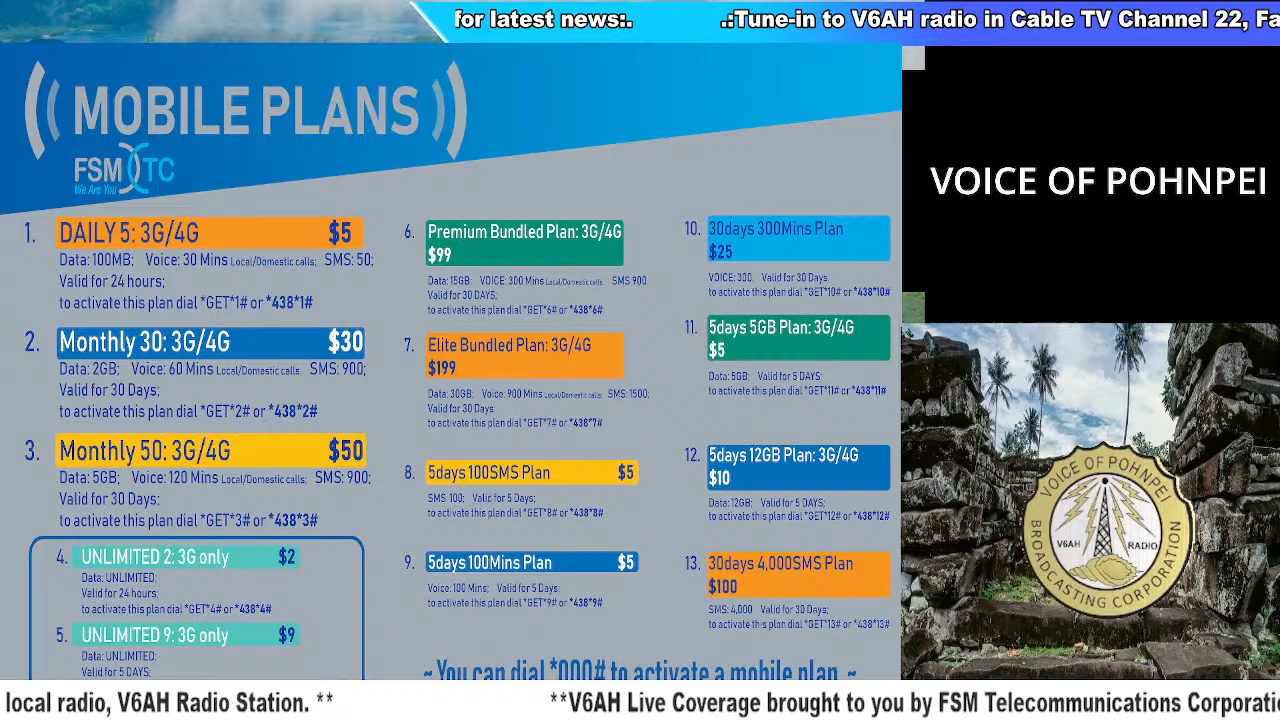 for latest news:. .:Tune-in to V6AH radio in Cable TV Channel 22, Fa
MOBILE PLANS
FSM TC
We Are You
1. DAILY 5: 3G/4G $5
Data: 100MB; Voice: 30 Mins Local/Domestic calls; SMS: 50;
Valid for 24 hours;
to activate this plan dial *GET*1# or *438*1#
2. Monthly 30: 3G/4G $30
Data: 2GB; Voice: 60 Mins Local/Domestic calls. SMS: 900;
Valid for 30 Days;
to activate this plan dial *GET*2# or *438*2#
3. Monthly 50: 3G/4G $50
Data: 5GB; Voice: 120 Mins Local/Domestic calls; SMS: 900;
Valid for 30 Days:
to activate this plan dial *GET*3# or *438*3#
4. UNLIMITED 2: 3G only $2
Data: UNLIMITED;
Valid for 24 hours;
to activate this plan dial *GET*4# or *438*4#
5. UNLIMITED 9: 3G only $9
Data: UNLIMITED;
Valid for 5 DAYS;
6. Premium Bundled Plan: 3G/4G
$99
Data: 15GB; VOICE: 300 Mins Local/Domestic calls. SMS 900
Valid for 30 DAYS;
to activate this plan dial *GET*6# or *438*6#
7. Elite Bundled Plan: 3G/4G
$199
Data: 30GB; Voice: 900 Mins Local/Domestic calls; SMS: 1500;
Valid for 30 Days:
to activate this plan dial *GET*7# or *438*7#
8. 5days 100SMS Plan $5
SMS 100; Valid for 5 Days;
to activate this plan dial *GET*8# or *438*8#
9. 5days 100Mins Plan $5
Voice: 100 Mins; Valid for 5 Days;
to activate this plan dial *GET*9# or *438*9#
10. 30days 300Mins Plan
$25
VOICE: 300 Valid for 30 Days;
to activate this plan dial *GET*10# or *438*10#
11. 5days 5GB Plan: 3G/4G
$5
Data: 5GB; Valid for 5 DAYS;
to activate this plan dial *GET*11# or *438*11#
12. 5days 12GB Plan: 3G/4G
$10
Data: 12GB; Valid for 5 DAYS;
to activate this plan dial *GET*12# or *438*12#
13. 30days 4,000SMS Plan
$100
SMS: 4,000 Valid for 30 Days;
to activate this plan dial *GET*13# or *438*13#
~ You can dial *000# to activate a mobile plan ~
VOICE OF POHNPEI
VOICE OF POHNPEI
V6AH RADIO
BROADCASTING CORPORATION
local radio, V6AH Radio Station. ** **V6AH Live Coverage brought to you by FSM Telecommunications Corporati